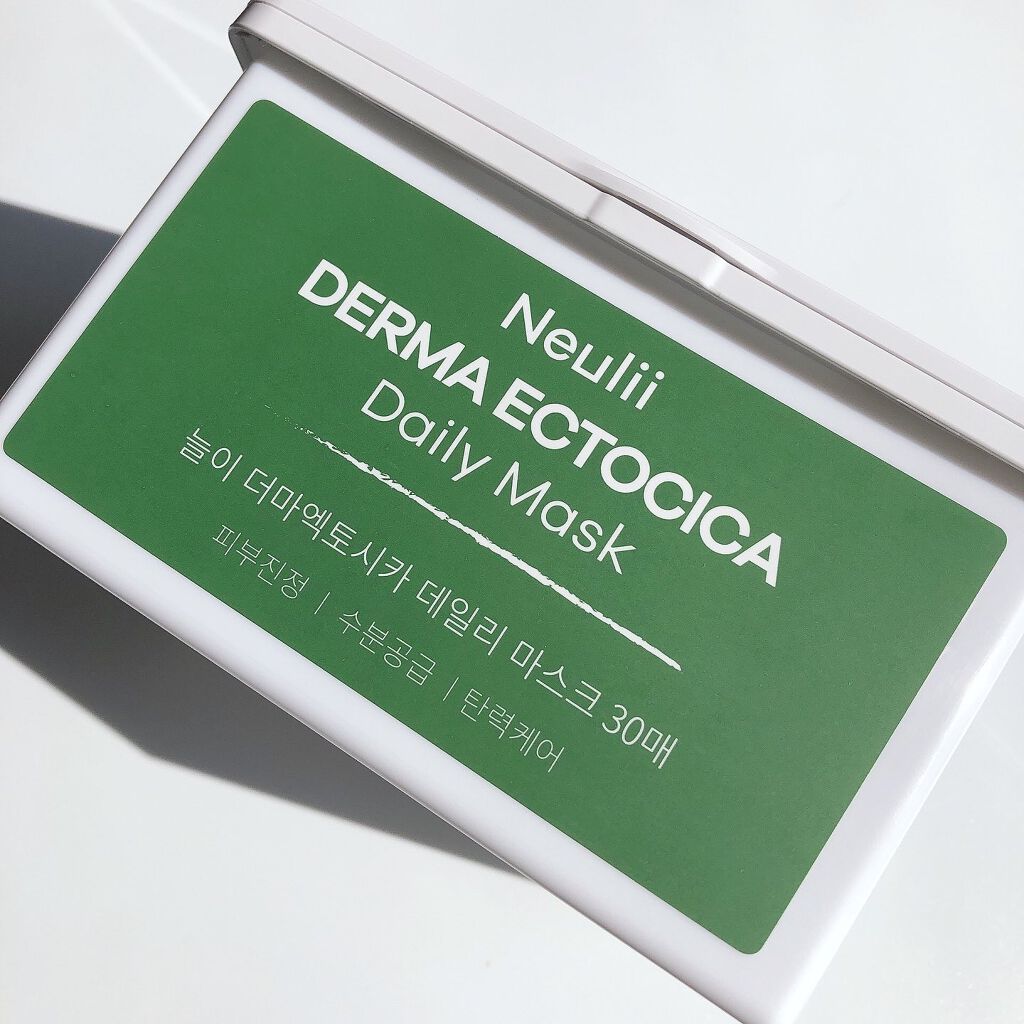 Neulii
DERMA ECTOCICA
Daily Mask
늘이 더마엑토시카 데일리 마스크 30매
피부진정 | 수분공급 | 탄력케어